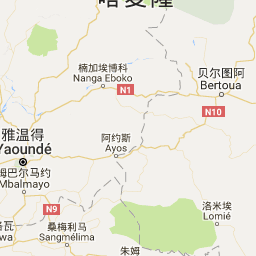 哈麦隆
楠加埃博科
Nanga Eboko
贝尔图阿
Bertoua
N1
N10
雅温得
Yaoundé
阿约斯
Ayos
姆巴尔马约
Mbalmayo
洛米埃
Lomié
N9
桑梅利马
Sangmélima
朱姆